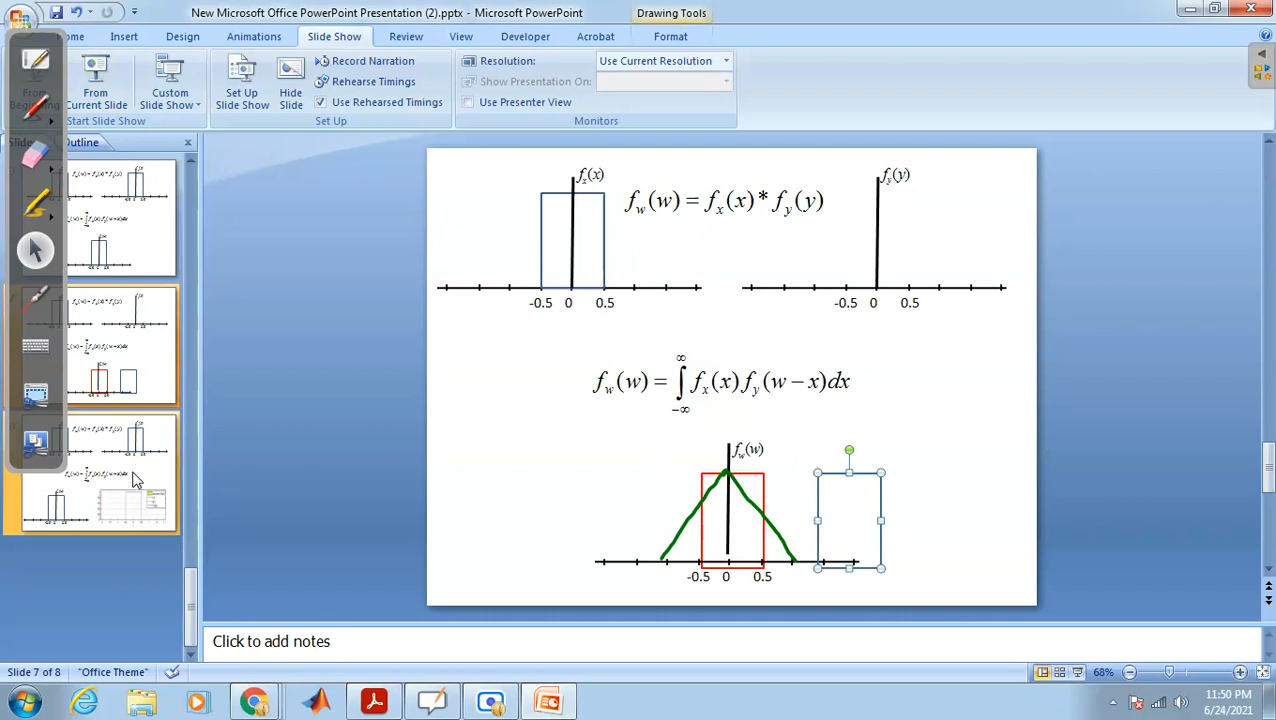 New Microsoft Office PowerPoint Presentation (2).pptx - Microsoft PowerPoint
Drawing Tools
Insert Design Animations Slide Show Review View Developer Acrobat Format
From Current Slide
Custom Slide Show
Start Slide Show
Set Up Slide Show
Hide Slide
Record Narration
Rehearse Timings
Use Rehearsed Timings
Set Up
Resolution: Use Current Resolution
Show Presentation On:
Use Presenter View
Monitors
Outline
f_x(x)
f_w(w) = f_x(x) * f_y(y)
f_y(y)
-0.5 0 0.5
-0.5 0 0.5
f_w(w) = ∫_{-∞}^{∞} f_x(x) f_y(w − x)dx
f_w(w)
-0.5 0 0.5
Click to add notes
Slide 7 of 8
"Office Theme"
68%
11:50 PM
6/24/2021